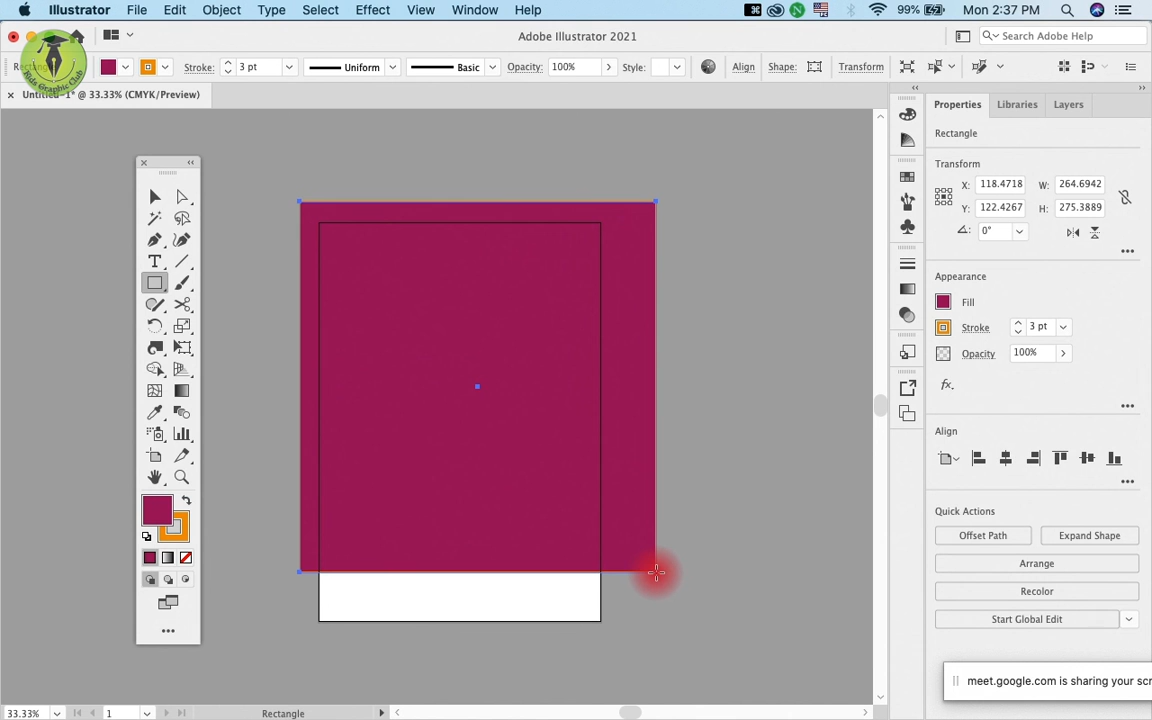 Illustrator File Edit Object Type Select Effect View Window Help 99% Mon 2:37 PM
Adobe Illustrator 2021
Search Adobe Help
Stroke: 3 pt Uniform Basic Opacity: 100% Style: Align Shape: Transform
Rids Graphic Club
@ 33.33% (CMYK/Preview)
Properties Libraries Layers
Rectangle
Transform
X: 118.4718 W: 264.6942
Y: 122.4267 H: 275.3889
0°
Appearance
Fill
Stroke 3 pt
Opacity 100%
fx.
Align
Quick Actions
Offset Path Expand Shape
Arrange
Recolor
Start Global Edit
meet.google.com is sharing your scr
33.33% 1 Rectangle